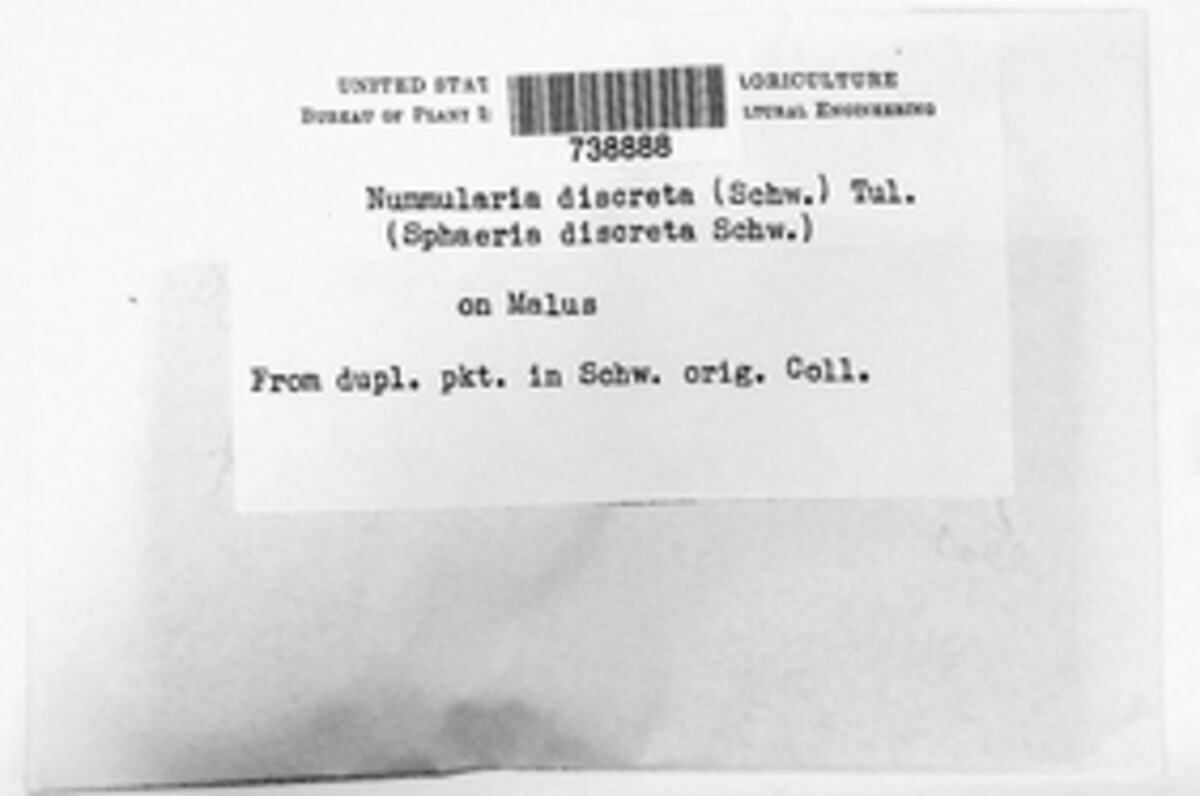 UNITED STAT AGRICULTURE
BUREAU OF PLANT LTURAL ENGINEERING
738888
Nummularia discreta (Schw.) Tul.
(Sphaeria discreta Schw.)
on Malus
From dupl. pkt. in Schw. orig. Coll.